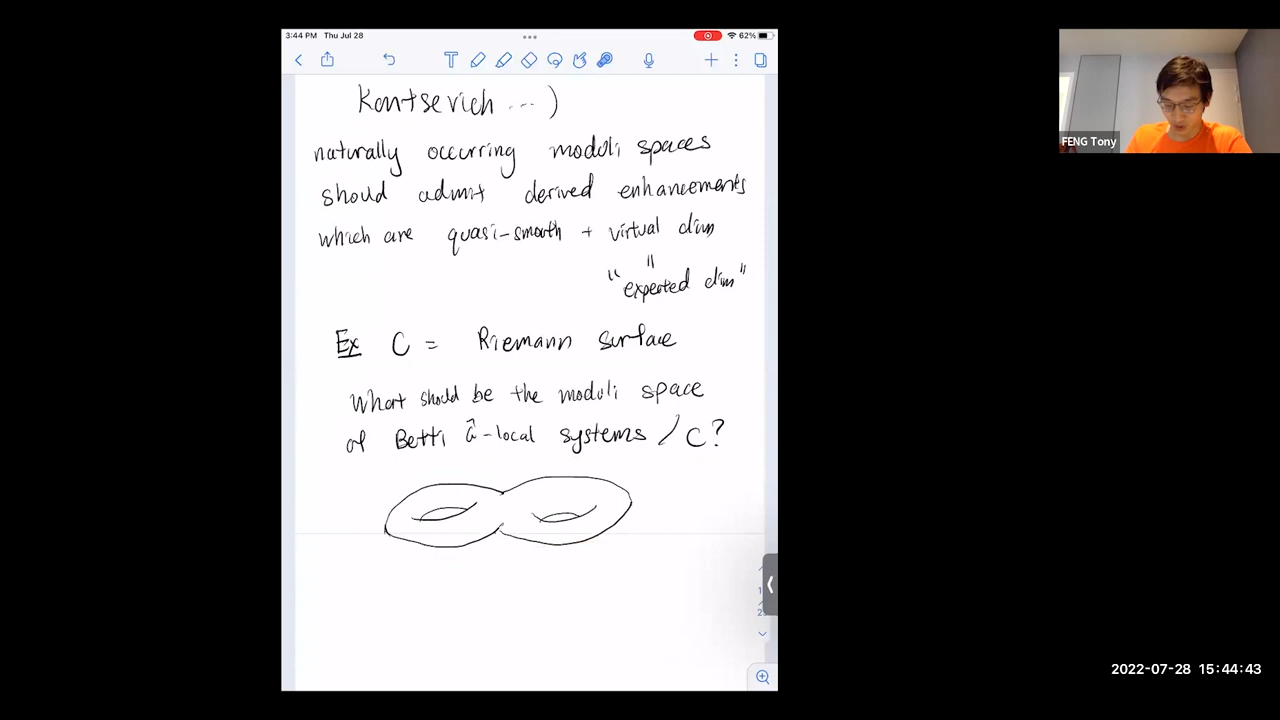 3:44 PM Thu Jul 28
62%
Kontsevich ...)
naturally occurring moduli spaces
should admit derived enhancements
which are quasi-smooth + virtual dim
=
"expected dim"
Ex C = Riemann surface
What should be the moduli space
of Betti Ĝ-local systems / C?
FENG Tony
2022-07-28 15:44:43